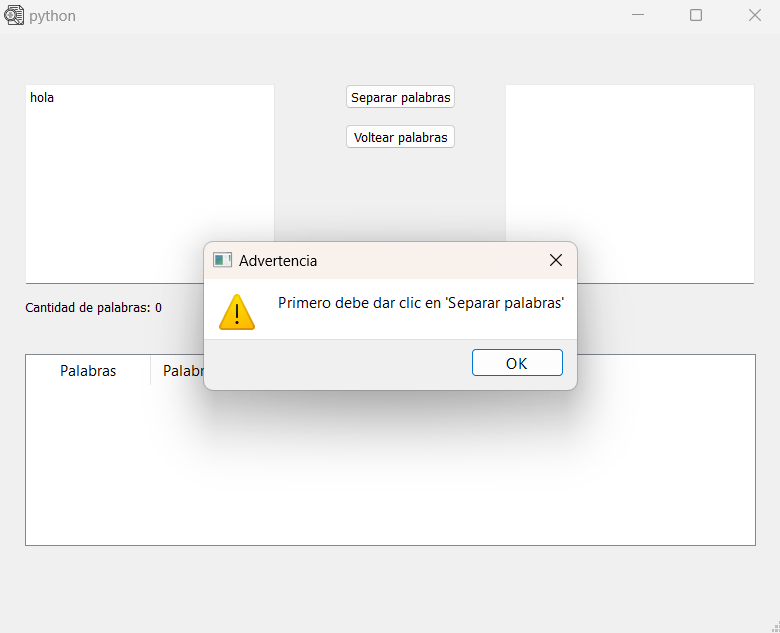 python
hola
Separar palabras
Voltear palabras
Advertencia
Primero debe dar clic en 'Separar palabras'
OK
Cantidad de palabras: 0
Palabras